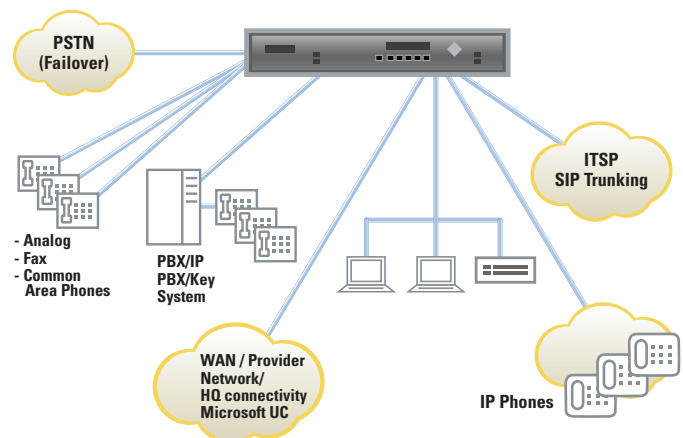 PSTN
(Failover)
ITSP
SIP Trunking
- Analog
- Fax
- Common
Area Phones
PBX/IP
PBX/Key
System
WAN / Provider
Network/
HQ connectivity
Microsoft UC
IP Phones